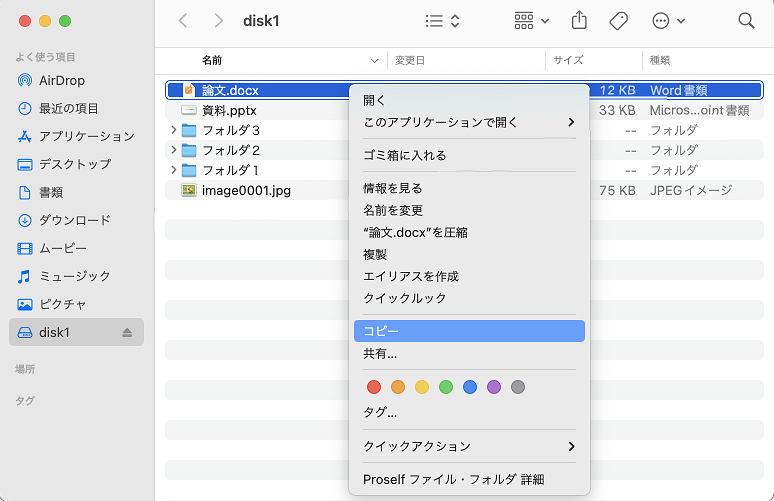 disk1
よく使う項目
AirDrop
最近の項目
アプリケーション
デスクトップ
書類
ダウンロード
ムービー
ミュージック
ピクチャ
disk1
場所
タグ
名前 変更日 サイズ 種類
論文.docx 12 KB Word書類
資料.pptx 33 KB Micros...oint書類
フォルダ3 -- フォルダ
フォルダ2 -- フォルダ
フォルダ1 -- フォルダ
image0001.jpg 75 KB JPEGイメージ
開く
このアプリケーションで開く
ゴミ箱に入れる
情報を見る
名前を変更
“論文.docx”を圧縮
複製
エイリアスを作成
クイックルック
コピー
共有...
タグ...
クイックアクション
Proself ファイル・フォルダ 詳細